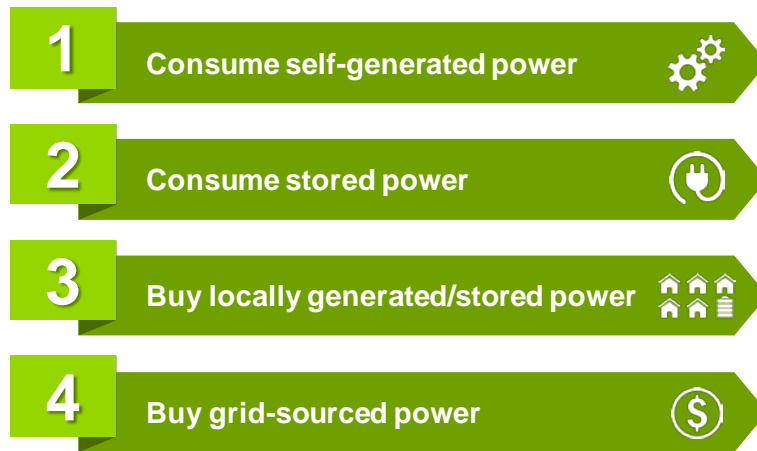 1
Consume self-generated power
2
Consume stored power
3
Buy locally generated/stored power
4
Buy grid-sourced power
$